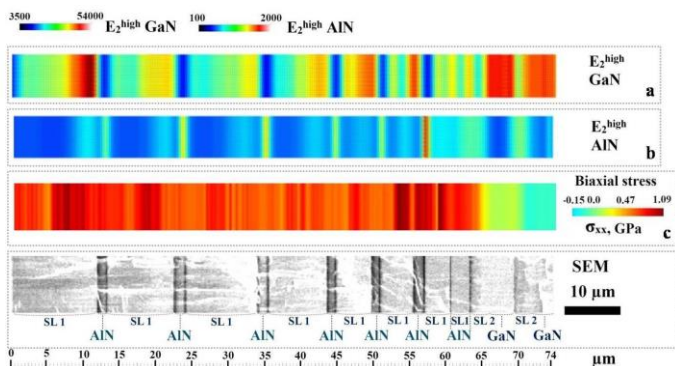 3500 54000 E₂ʰⁱᵍʰ GaN 100 2000 E₂ʰⁱᵍʰ AlN
E₂ʰⁱᵍʰ
GaN
a
E₂ʰⁱᵍʰ
AlN
b
Biaxial stress
-0.15 0.0 0.47 1.09
σₓₓ, GPa
c
SEM
10 µm
SL 1 SL 1 SL 1 SL 1 SL 1 SL 1 SL 1 SL1 SL 2 SL 2
AlN AlN AlN AlN AlN AlN AlN GaN GaN
0 5 10 15 20 25 30 35 40 45 50 55 60 65 70 74 µm